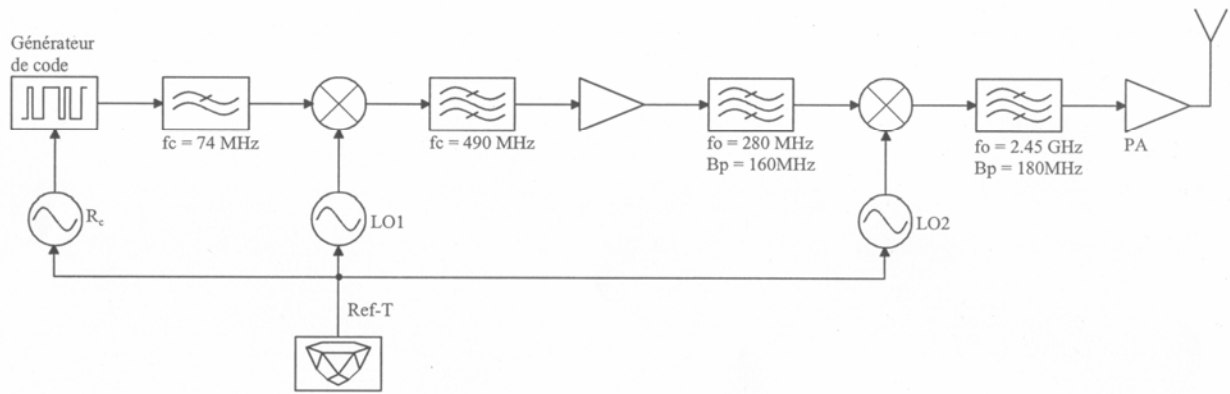 Générateur
de code
fc = 74 MHz
fc = 490 MHz
fo = 280 MHz
Bp = 160MHz
fo = 2.45 GHz
Bp = 180MHz
PA
Rc
LO1
LO2
Ref-T